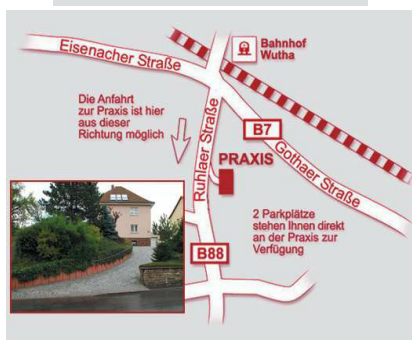 Bahnhof
Wutha
Eisenacher Straße
Die Anfahrt
zur Praxis ist hier
aus dieser
Richtung möglich
Ruhlaer Straße
B7
Gothaer Straße
PRAXIS
2 Parkplätze
stehen Ihnen direkt
an der Praxis zur
Verfügung
B88